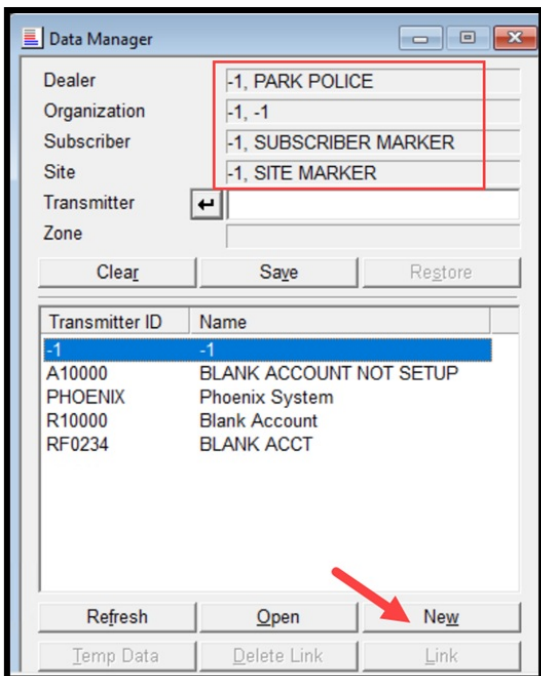 Data Manager
Dealer -1, PARK POLICE
Organization -1, -1
Subscriber -1, SUBSCRIBER MARKER
Site -1, SITE MARKER
Transmitter
Zone
Clear Save Restore
Transmitter ID Name
-1 -1
A10000 BLANK ACCOUNT NOT SETUP
PHOENIX Phoenix System
R10000 Blank Account
RF0234 BLANK ACCT
Refresh Open New
Temp Data Delete Link Link